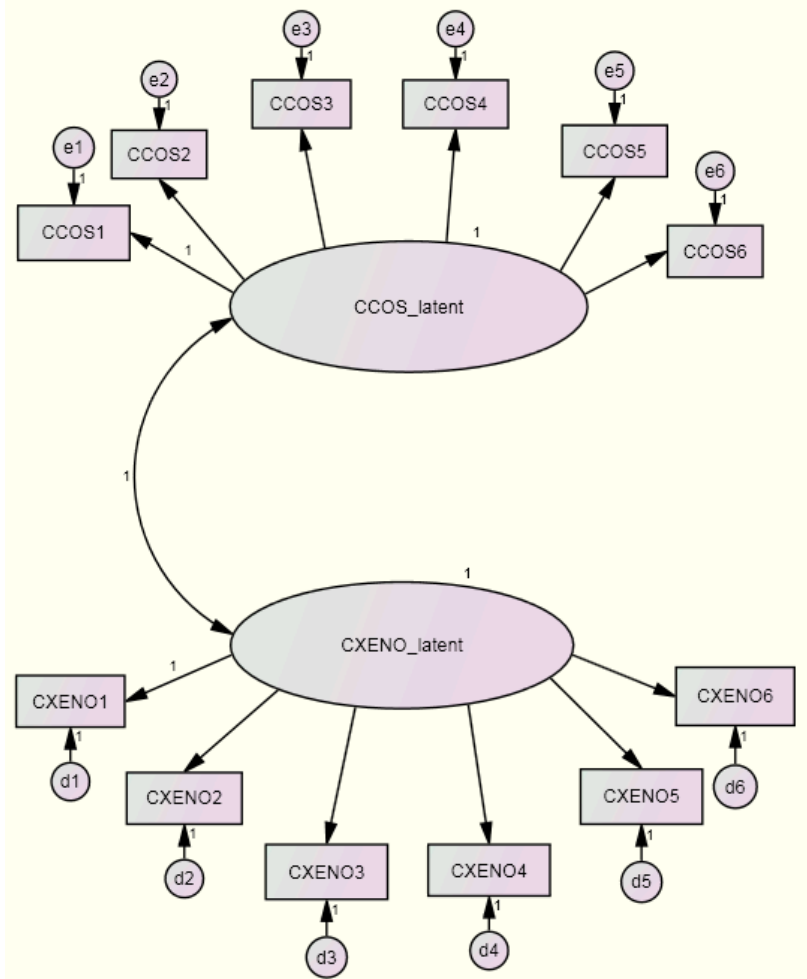 e3
e4
1
1
e2
e5
CCOS3
CCOS4
1
1
e1
CCOS2
CCOS5
e6
1
1
CCOS1
1
1
CCOS6
CCOS_latent
1
1
CXENO_latent
1
CXENO1
CXENO6
1
1
d1
CXENO2
CXENO5
d6
1
1
d2
CXENO3
CXENO4
d5
1
1
d3
d4